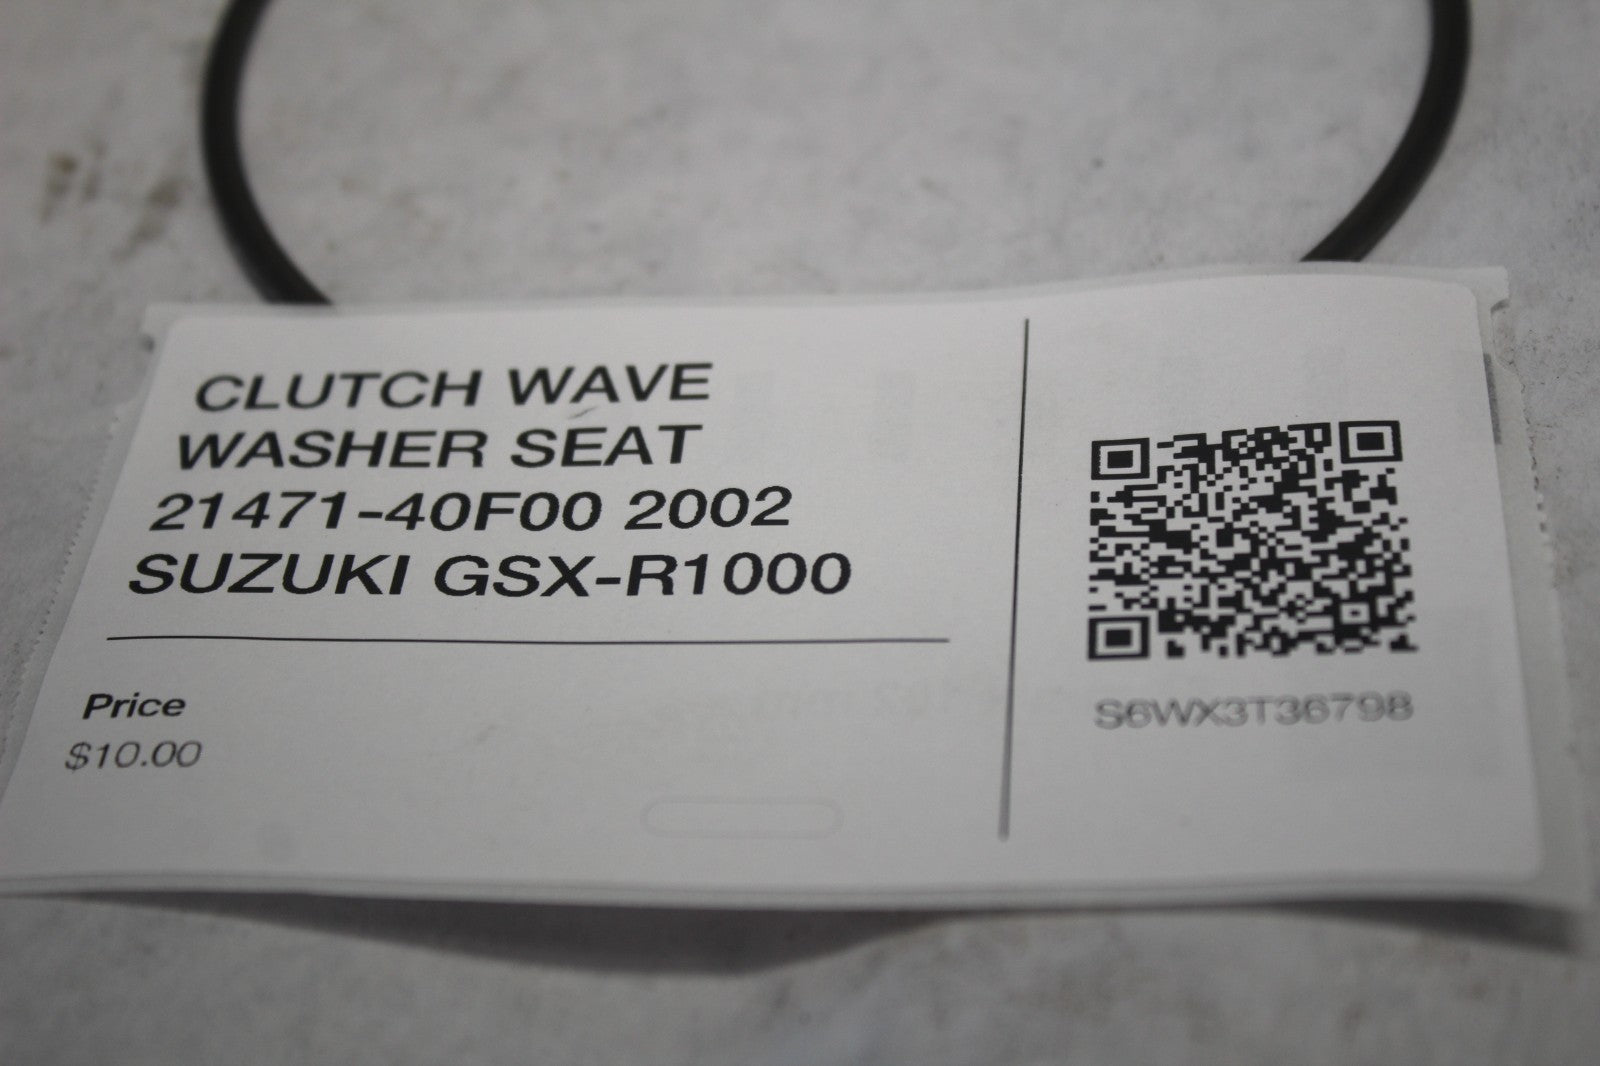 CLUTCH WAVE
WASHER SEAT
21471-40F00 2002
SUZUKI GSX-R1000
Price
$10.00
S6WX3T36798